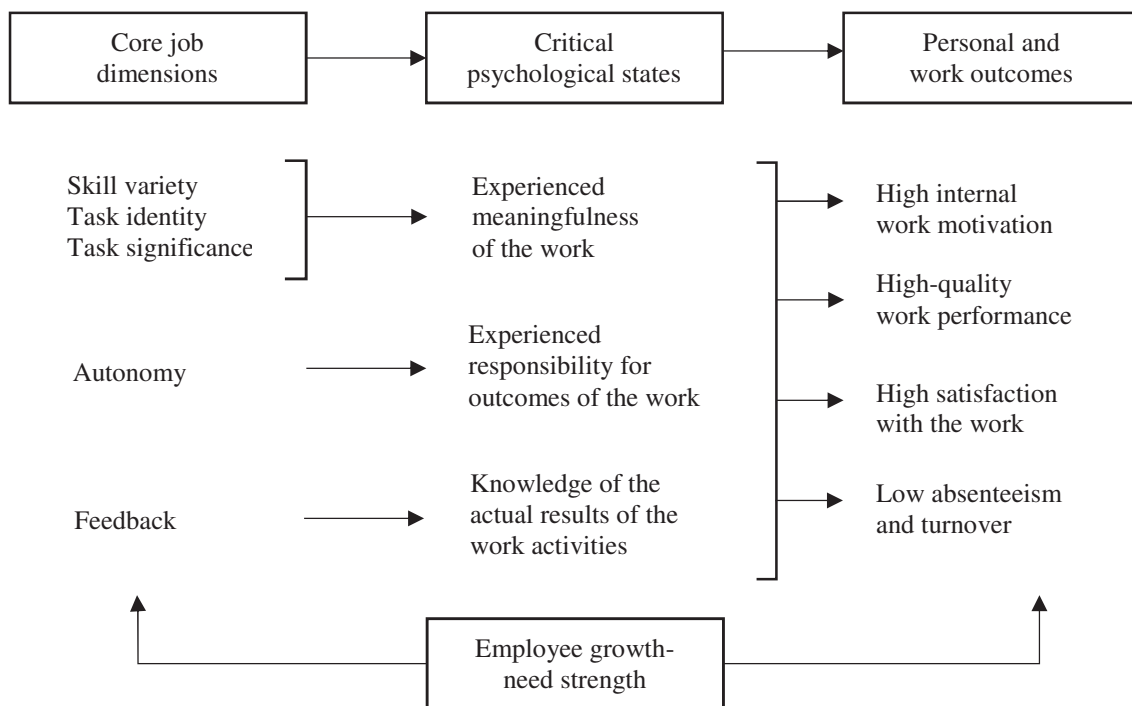 Core job
dimensions
Critical
psychological states
Personal and
work outcomes
Skill variety
Task identity
Task significance
Experienced
meaningfulness
of the work
High internal
work motivation
High-quality
work performance
Autonomy
Experienced
responsibility for
outcomes of the work
High satisfaction
with the work
Feedback
Knowledge of the
actual results of the
work activities
Low absenteeism
and turnover
Employee growth-
need strength